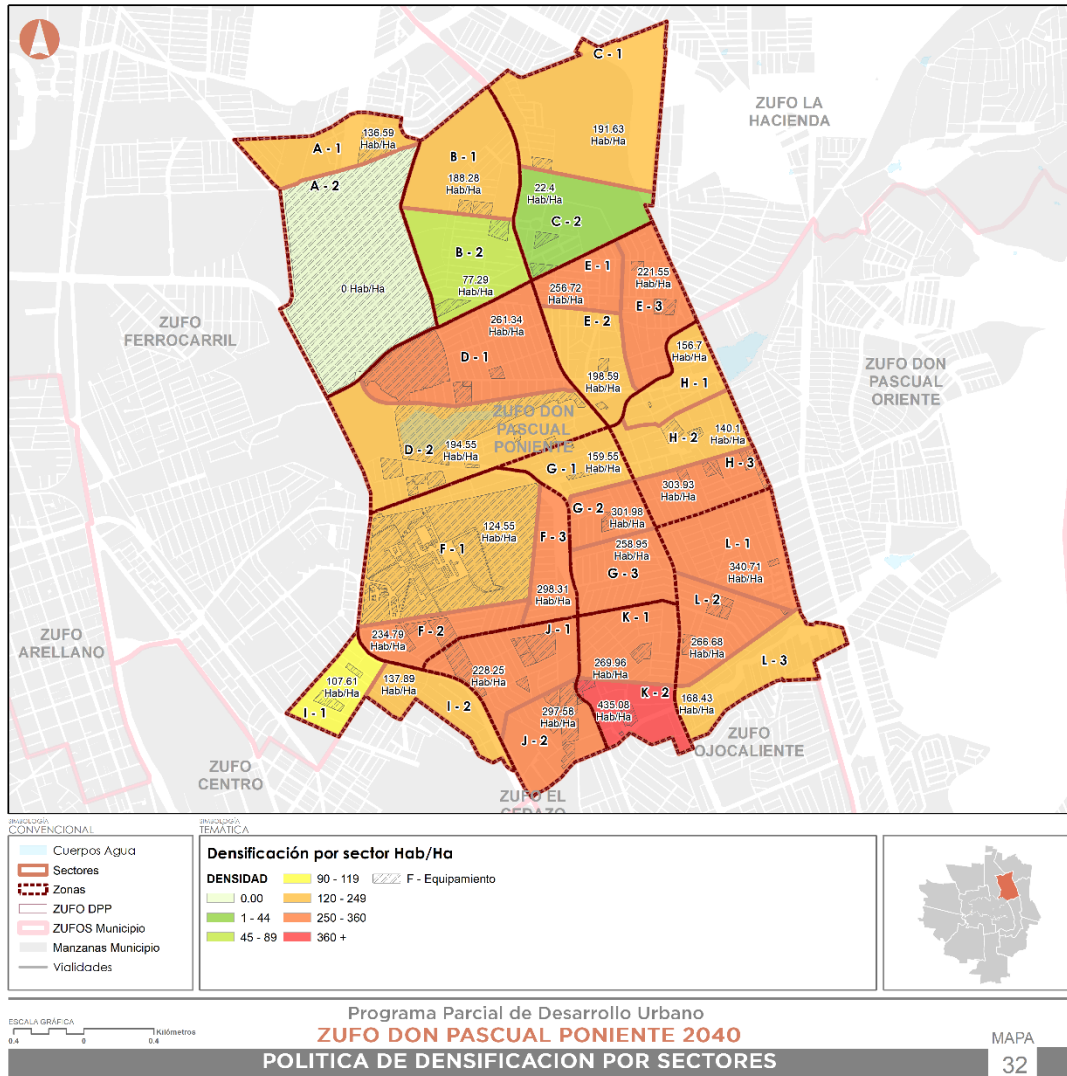 C - 1
ZUFO LA
HACIENDA
136.59
Hab/Ha
A - 1
191.63
Hab/Ha
B - 1
188.28
Hab/Ha
A - 2
22.4
Hab/Ha
C - 2
B - 2
77.29
Hab/Ha
E - 1
221.55
Hab/Ha
256.72
Hab/Ha
0 Hab/Ha
E - 3
261.34
Hab/Ha
E - 2
ZUFO
FERROCARRIL
156.7
Hab/Ha
D - 1
198.59
Hab/Ha
H - 1
ZUFO DON
PASCUAL
ORIENTE
ZUFO DON
PASCUAL
PONIENTE
H - 2
140.1
Hab/Ha
D - 2
194.55
Hab/Ha
159.55
Hab/Ha
G - 1
H - 3
303.93
Hab/Ha
G - 2
301.98
Hab/Ha
124.55
Hab/Ha
F - 1
F - 3
258.95
Hab/Ha
G - 3
L - 1
340.71
Hab/Ha
298.31
Hab/Ha
L - 2
K - 1
F - 2
J - 1
234.79
Hab/Ha
ZUFO
ARELLANO
266.68
Hab/Ha
L - 3
228.25
Hab/Ha
269.96
Hab/Ha
107.61
Hab/Ha
137.89
Hab/Ha
K - 2
168.43
Hab/Ha
I - 1
I - 2
297.58
Hab/Ha
435.08
Hab/Ha
J - 2
ZUFO
OJOCALIENTE
ZUFO
CENTRO
ZUFO EL
CEDAZO
SIMBOLOGÍA
CONVENCIONAL
Cuerpos Agua
Sectores
Zonas
ZUFO DPP
ZUFOS Municipio
Manzanas Municipio
Vialidades
SIMBOLOGÍA
TEMATICA
Densificación por sector Hab/Ha
DENSIDAD
0.00
1 - 44
45 - 89
90 - 119
120 - 249
250 - 360
360 +
F - Equipamiento
ESCALA GRÁFICA
Kilómetros
0.4 0 0.4
Programa Parcial de Desarrollo Urbano
ZUFO DON PASCUAL PONIENTE 2040
POLITICA DE DENSIFICACION POR SECTORES
MAPA
32